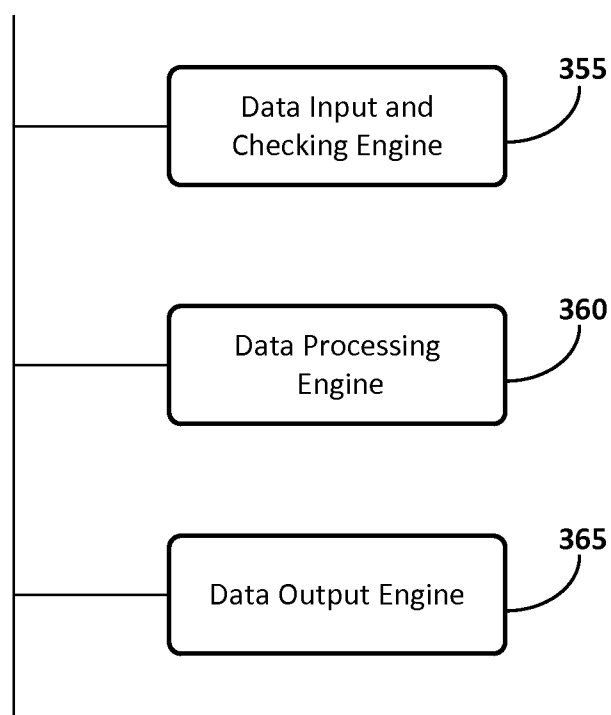 355
Data Input and
Checking Engine
360
Data Processing
Engine
365
Data Output Engine